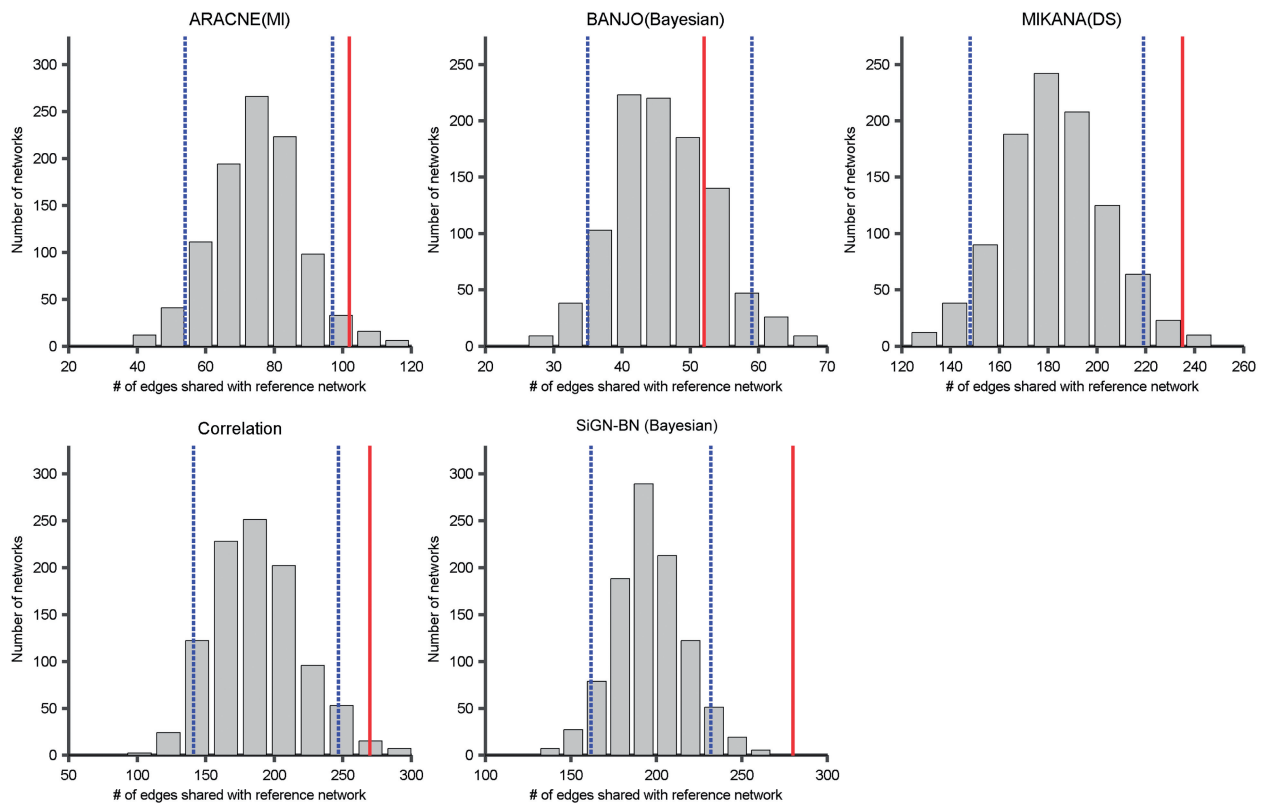 ARACNE(MI)
Number of networks
300
250
200
150
100
50
0
20 40 60 80 100 120
# of edges shared with reference network
BANJO(Bayesian)
Number of networks
250
200
150
100
50
0
20 30 40 50 60 70
# of edges shared with reference network
MIKANA(DS)
Number of networks
250
200
150
100
50
0
120 140 160 180 200 220 240 260
# of edges shared with reference network
Correlation
Number of networks
300
250
200
150
100
50
0
50 100 150 200 250 300
# of edges shared with reference network
SiGN-BN (Bayesian)
Number of networks
300
250
200
150
100
50
0
100 150 200 250 300
# of edges shared with reference network